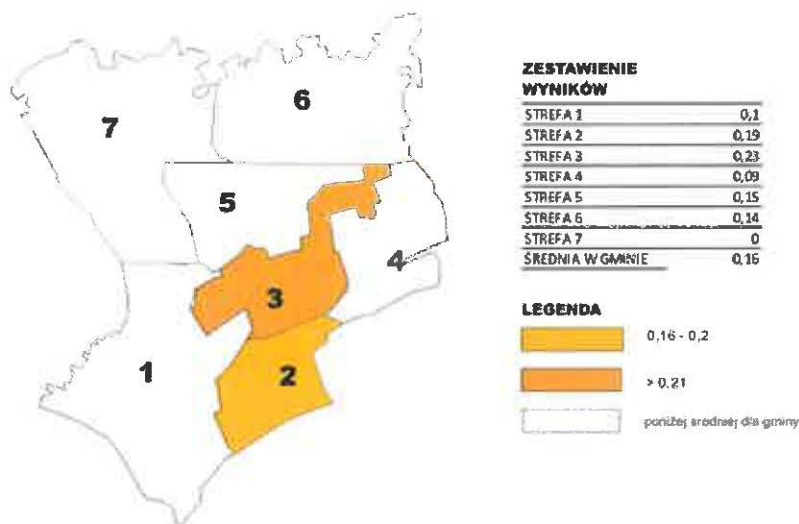 7
6
5
4
3
1
2
ZESTAWIENIE
WYNIKÓW
STREFA 1 0,1
STREFA 2 0,19
STREFA 3 0,23
STREFA 4 0,09
STREFA 5 0,15
STREFA 6 0,14
STREFA 7 0
ŚREDNIA W GMINIE 0,16
LEGENDA
0,16 - 0,2
> 0,21
poniżej średniej dla gminy